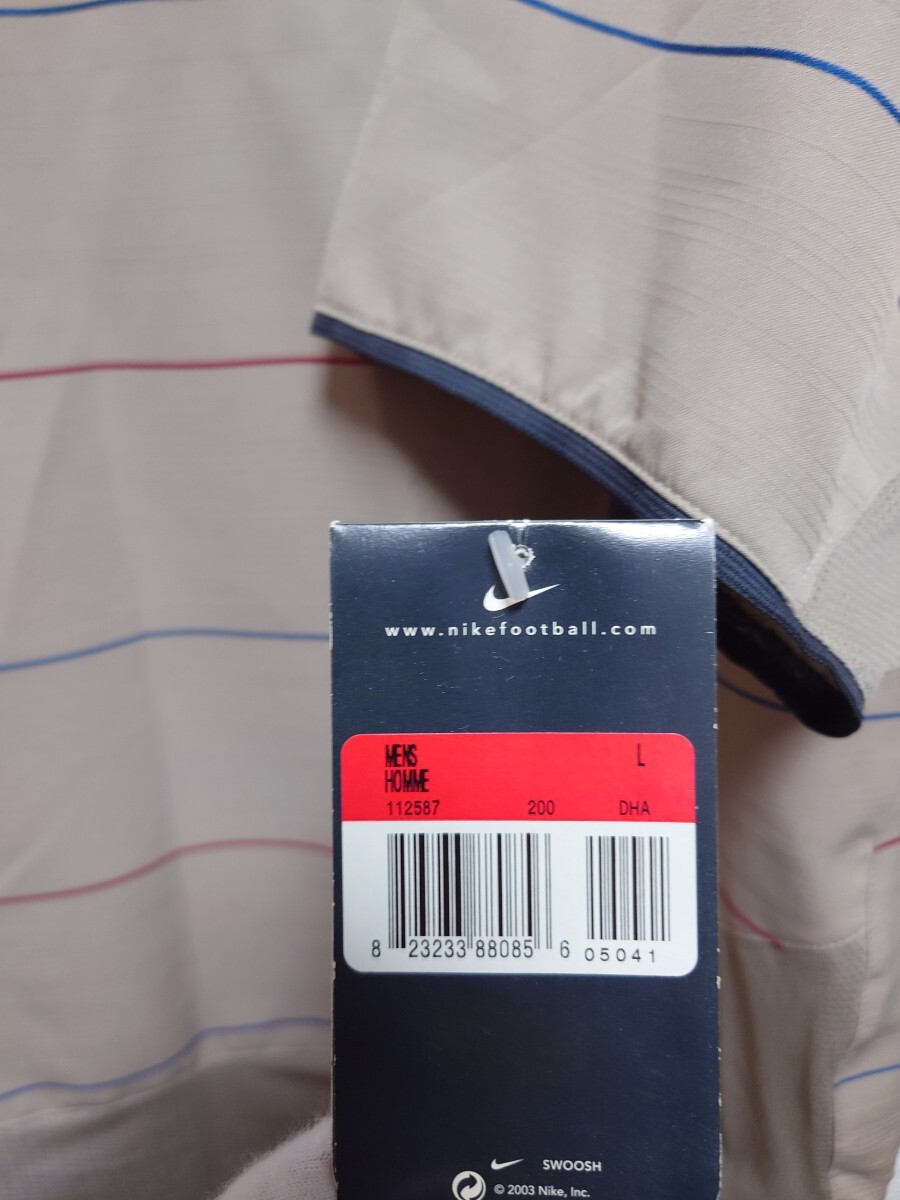 www.nikefootball.com
MENS L
HOMME
112587 200 DHA
8 23233 88085 6 05041
SWOOSH
© 2003 Nike, Inc.